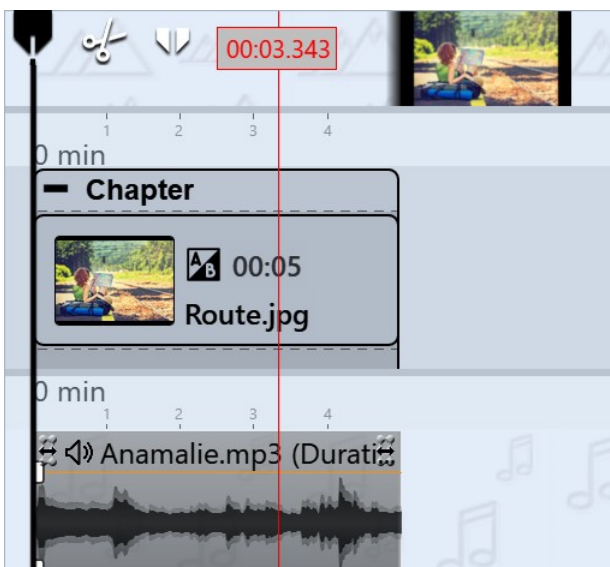 00:03.343
1 2 3 4
0 min
Chapter
A B 00:05
Route.jpg
0 min
1 2 3 4
Anamalie.mp3 (Durati